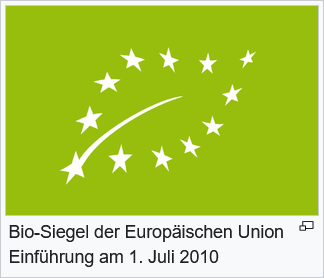 Bio-Siegel der Europäischen Union
Einführung am 1. Juli 2010